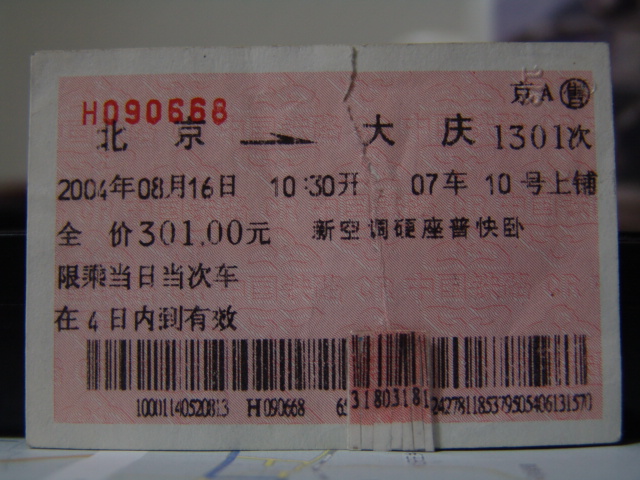 京A 售
H090668
北京 大庆 1301次
2004年08月16日 10:30开 07车 10号上铺
全 价301.00元 新空调硬座普快卧
限乘当日当次车
在4日内到有效
10001140520813 H090668 65 31803181 242781185379505406131570